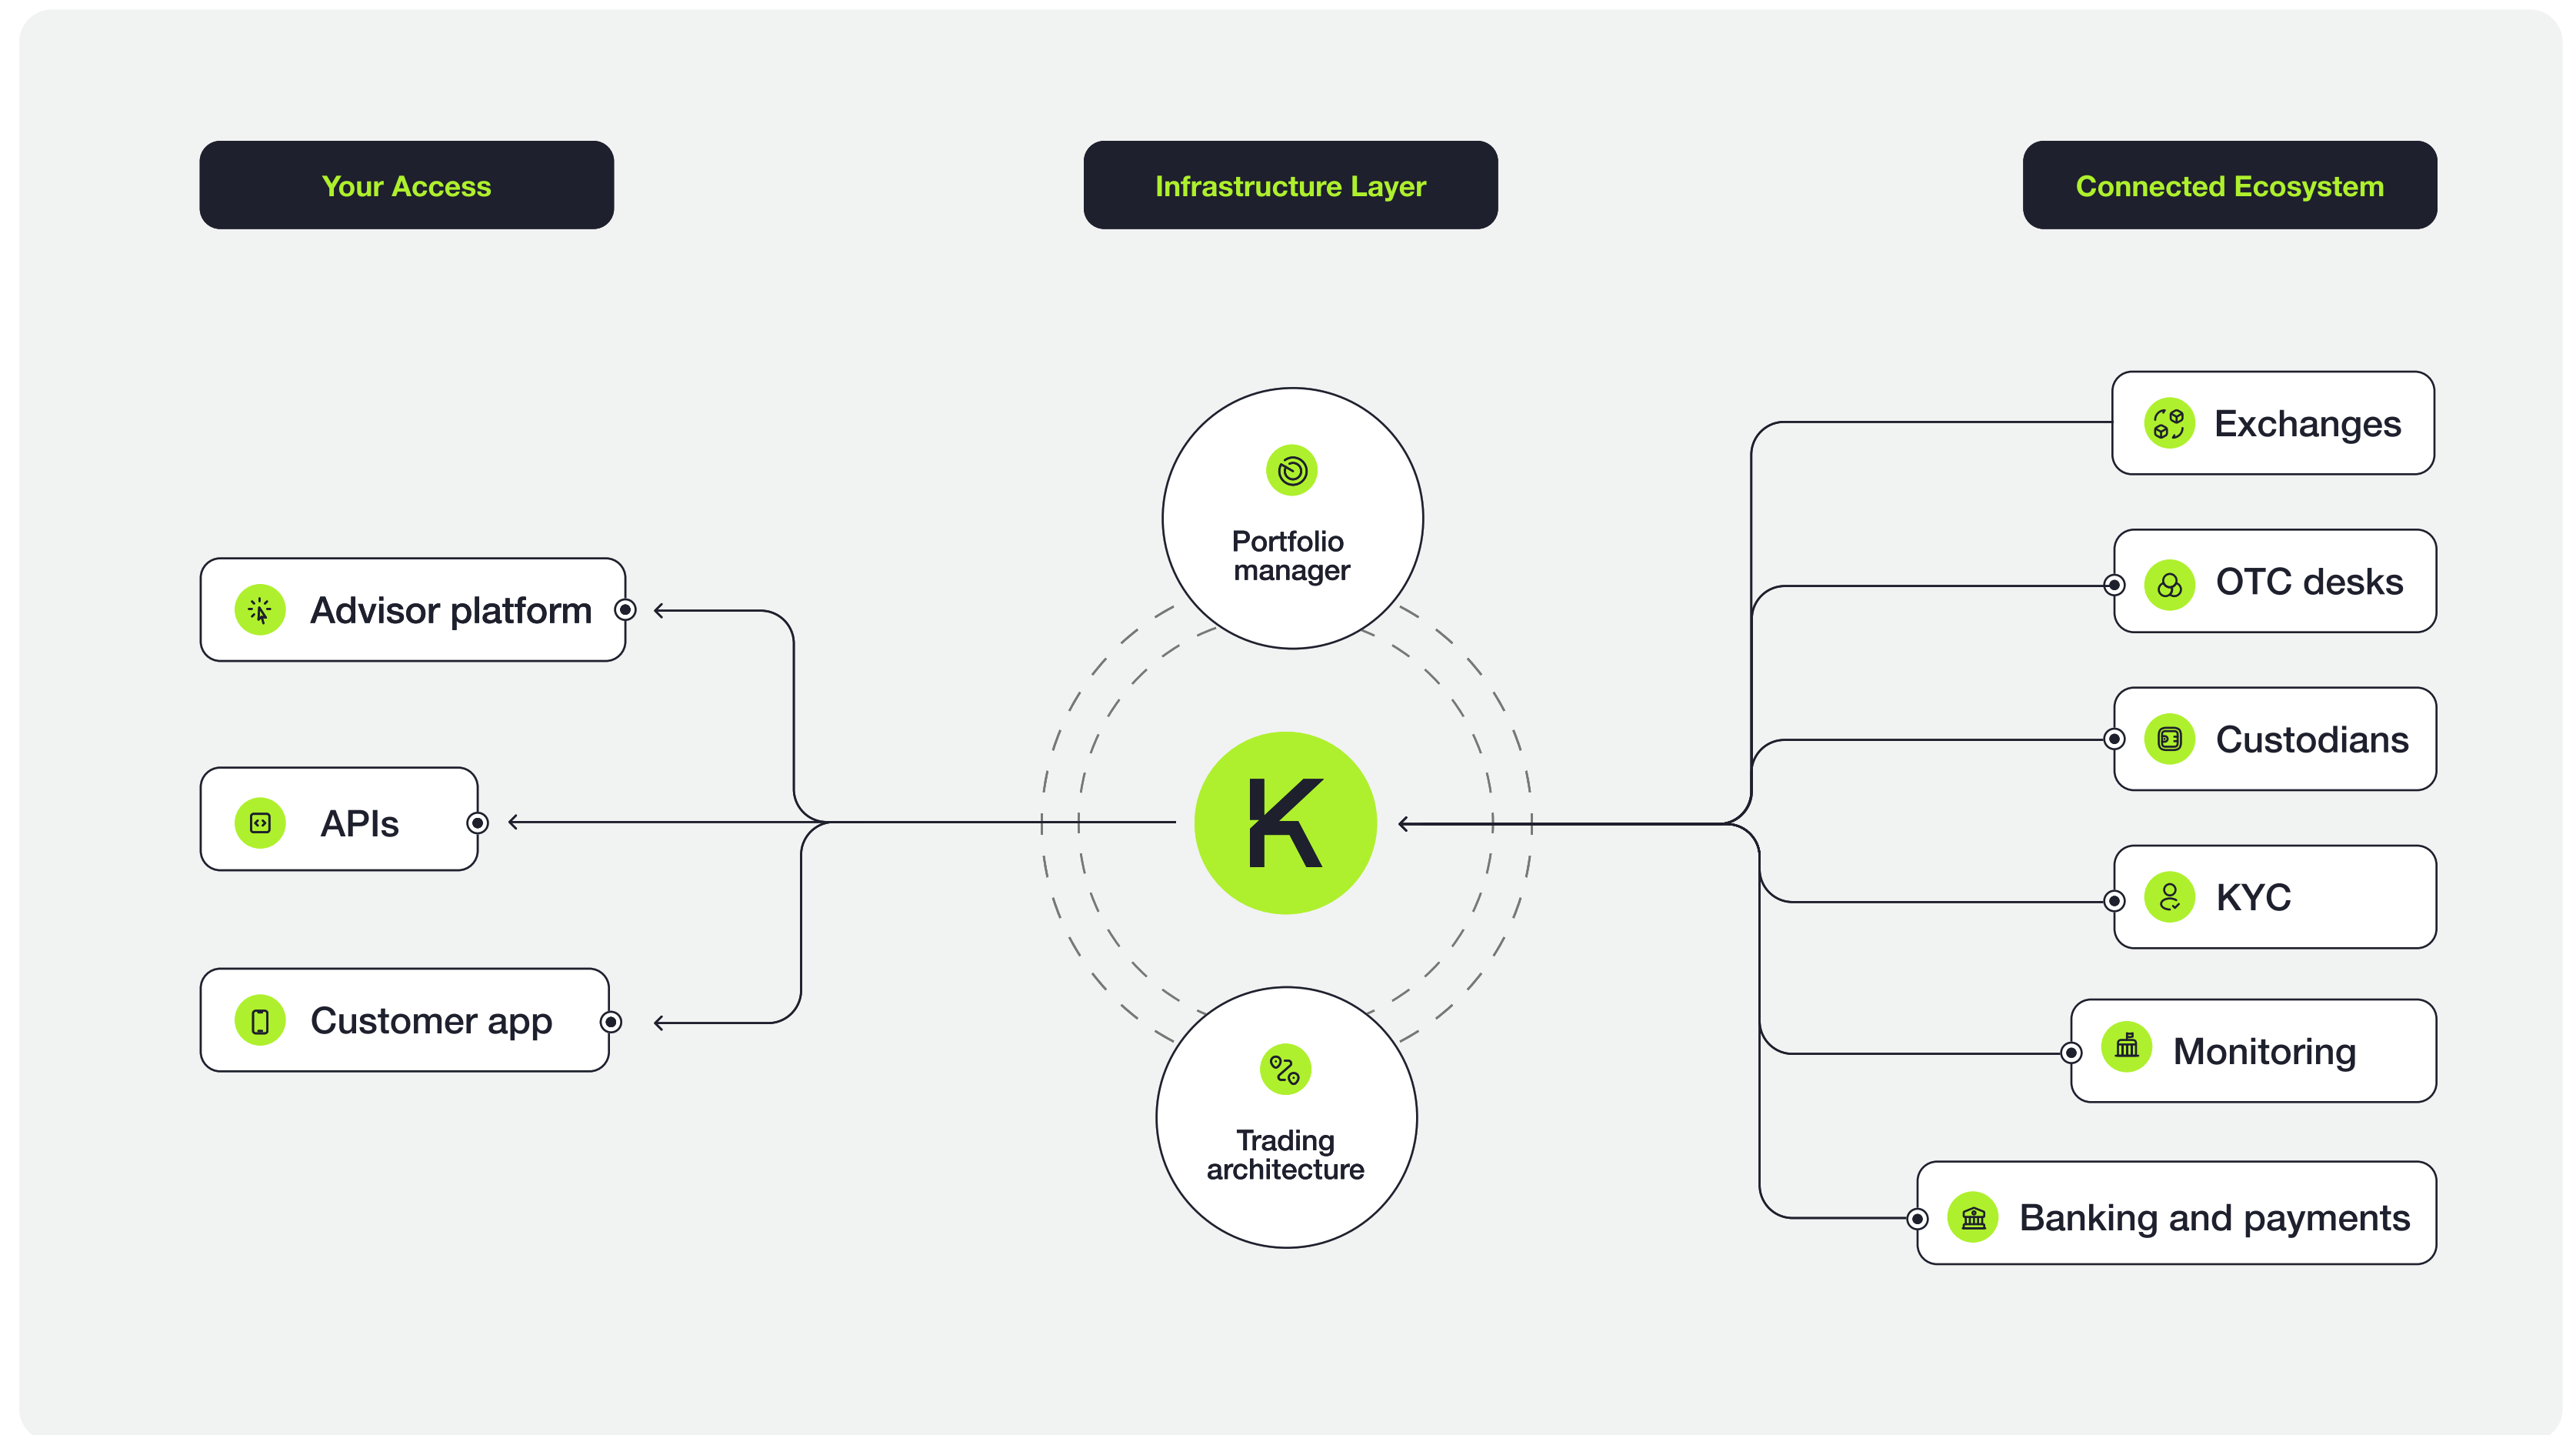 Your Access
Infrastructure Layer
Connected Ecosystem
Advisor platform
APIs
Customer app
Portfolio
manager
K
Trading
architecture
Exchanges
OTC desks
Custodians
KYC
Monitoring
Banking and payments